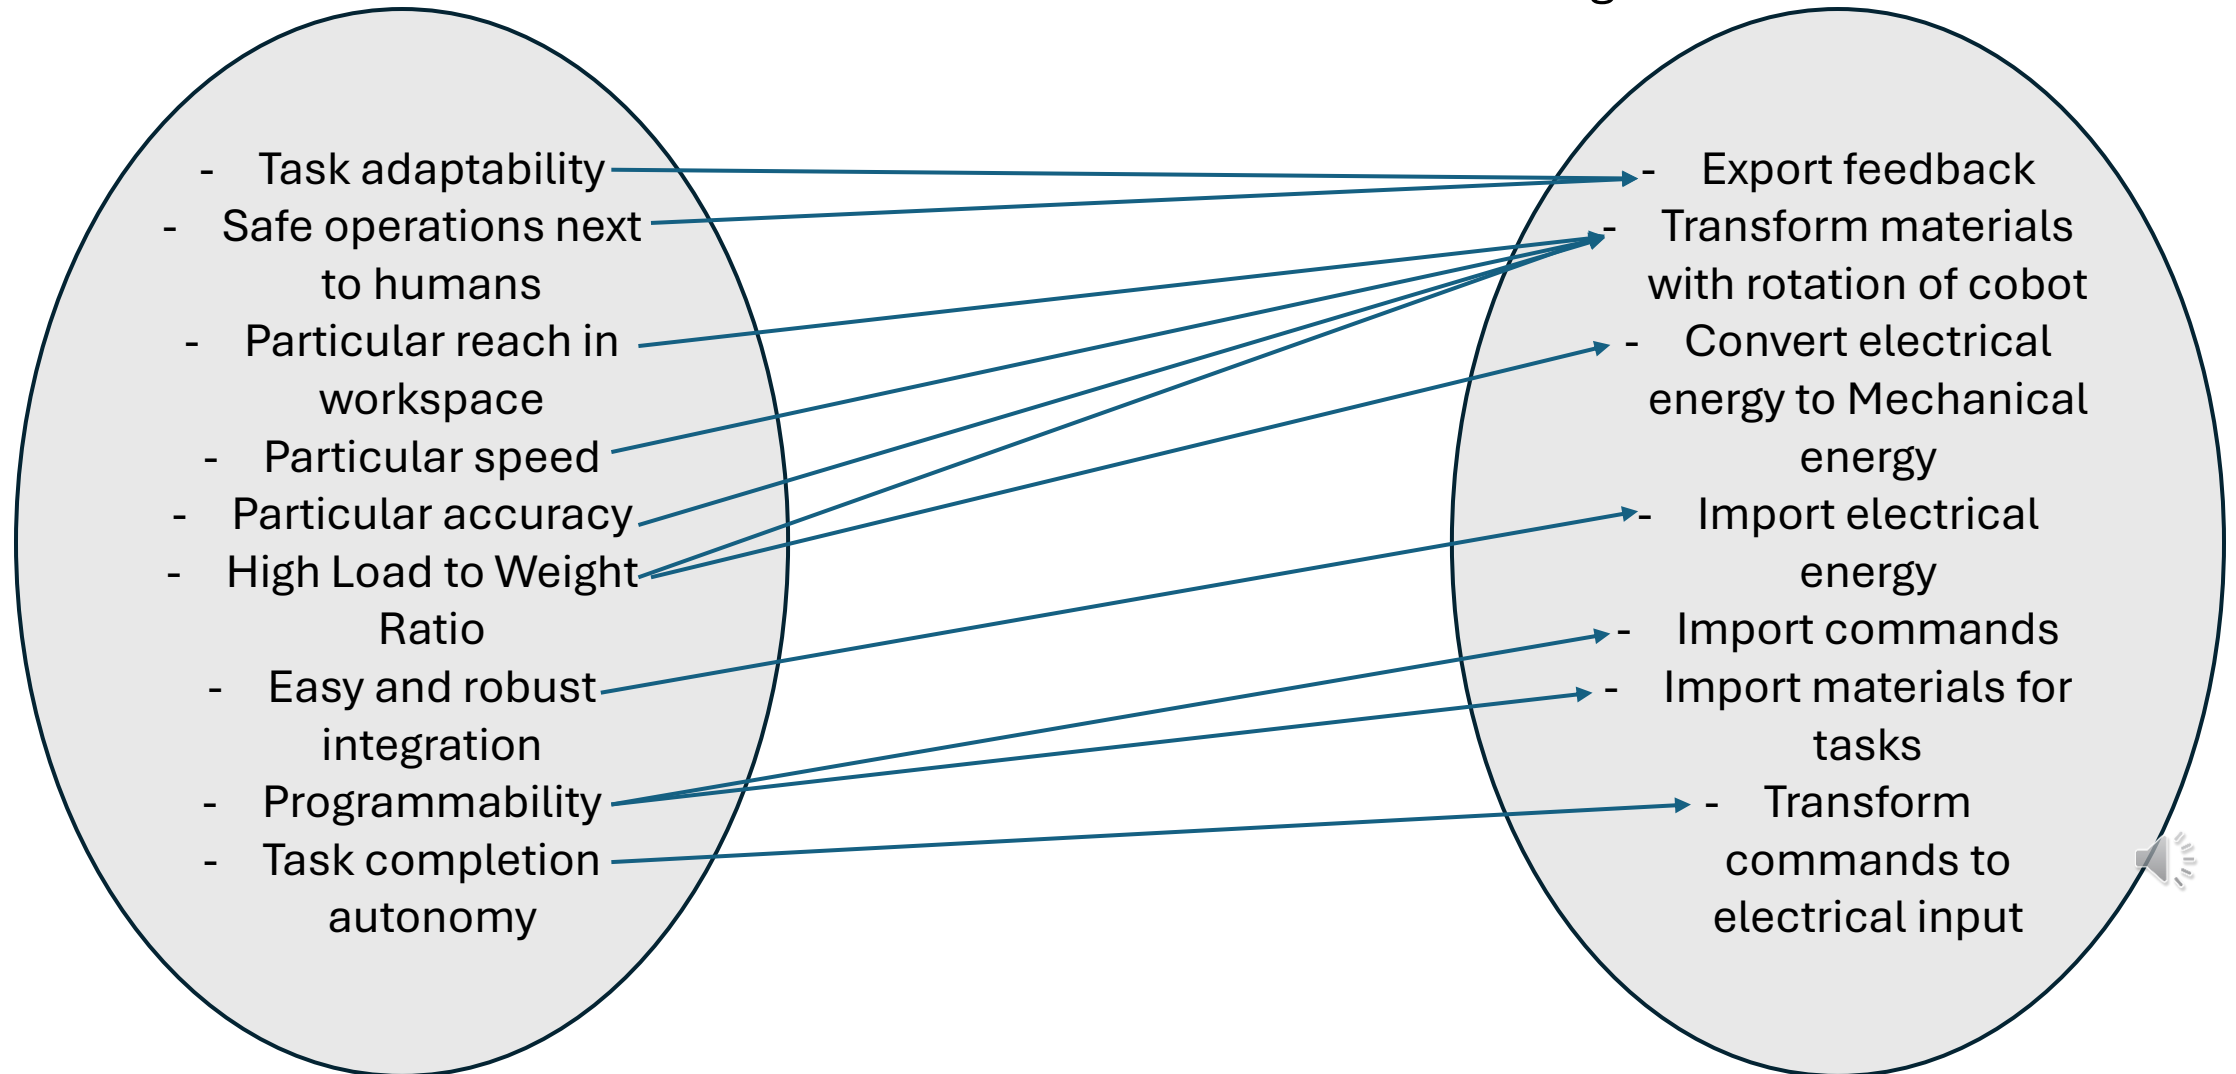 - Task adaptability
- Safe operations next
to humans
- Particular reach in
workspace
- Particular speed
- Particular accuracy
- High Load to Weight
Ratio
- Easy and robust
integration
- Programmability
- Task completion
autonomy
- Export feedback
- Transform materials
with rotation of cobot
- Convert electrical
energy to Mechanical
energy
- Import electrical
energy
- Import commands
- Import materials for
tasks
- Transform
commands to
electrical input